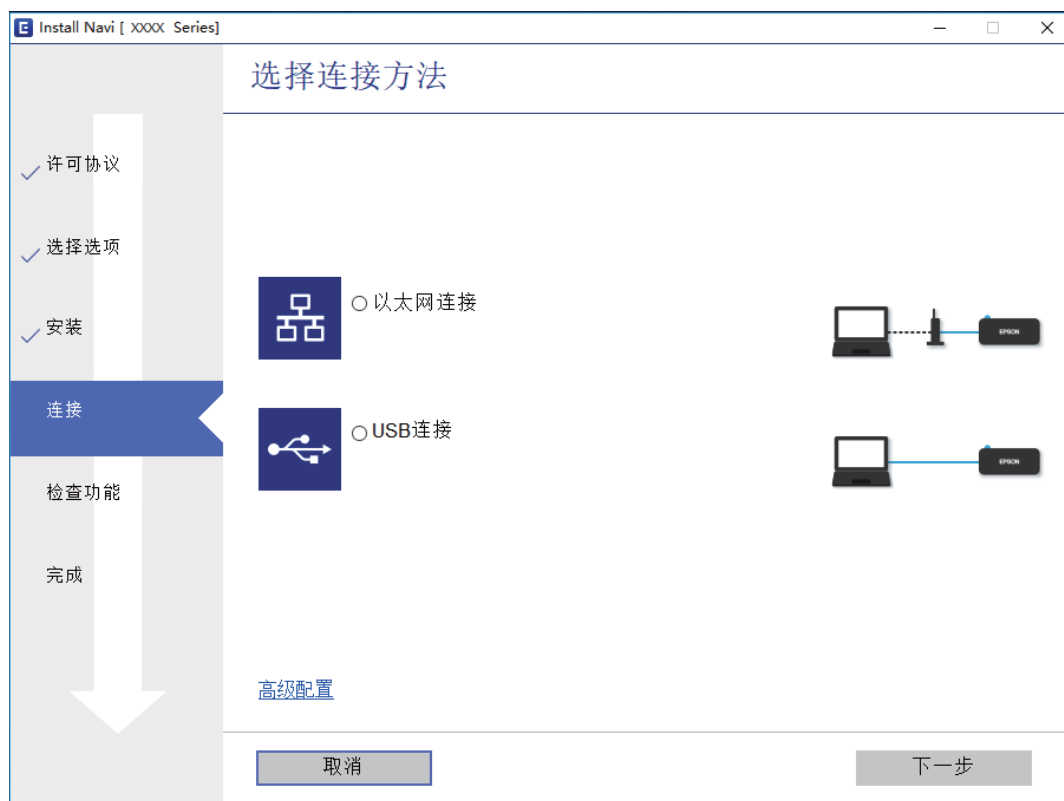 Install Navi [ XXXX Series]
选择连接方法
许可协议
选择选项
安装
连接
检查功能
完成
以太网连接
EPSON
USB连接
EPSON
高级配置
取消
下一步